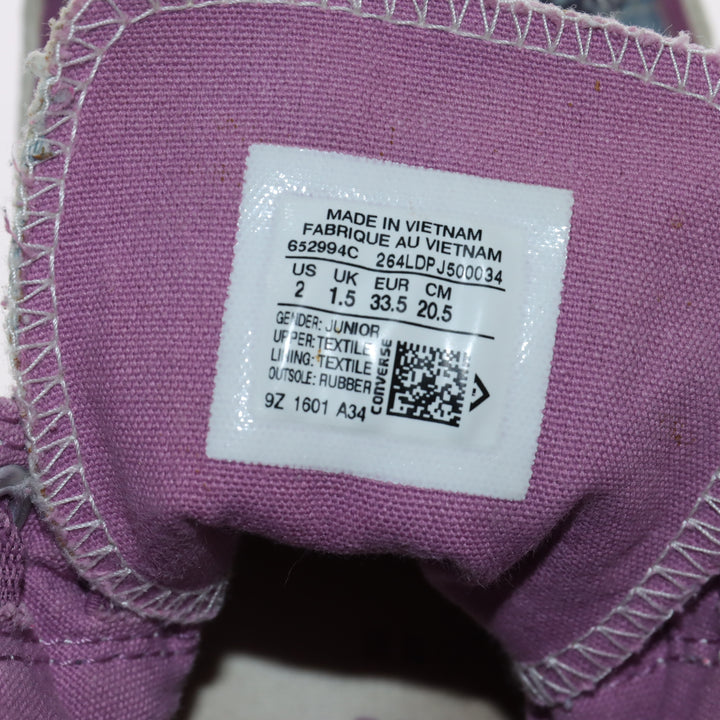 MADE IN VIETNAM
FABRIQUE AU VIETNAM
652994C 264LDPJ500034
US UK EUR CM
2 1.5 33.5 20.5
GENDER: JUNIOR
UPPER: TEXTILE
LINING: TEXTILE
OUTSOLE: RUBBER
CONVERSE
9Z 1601 A34